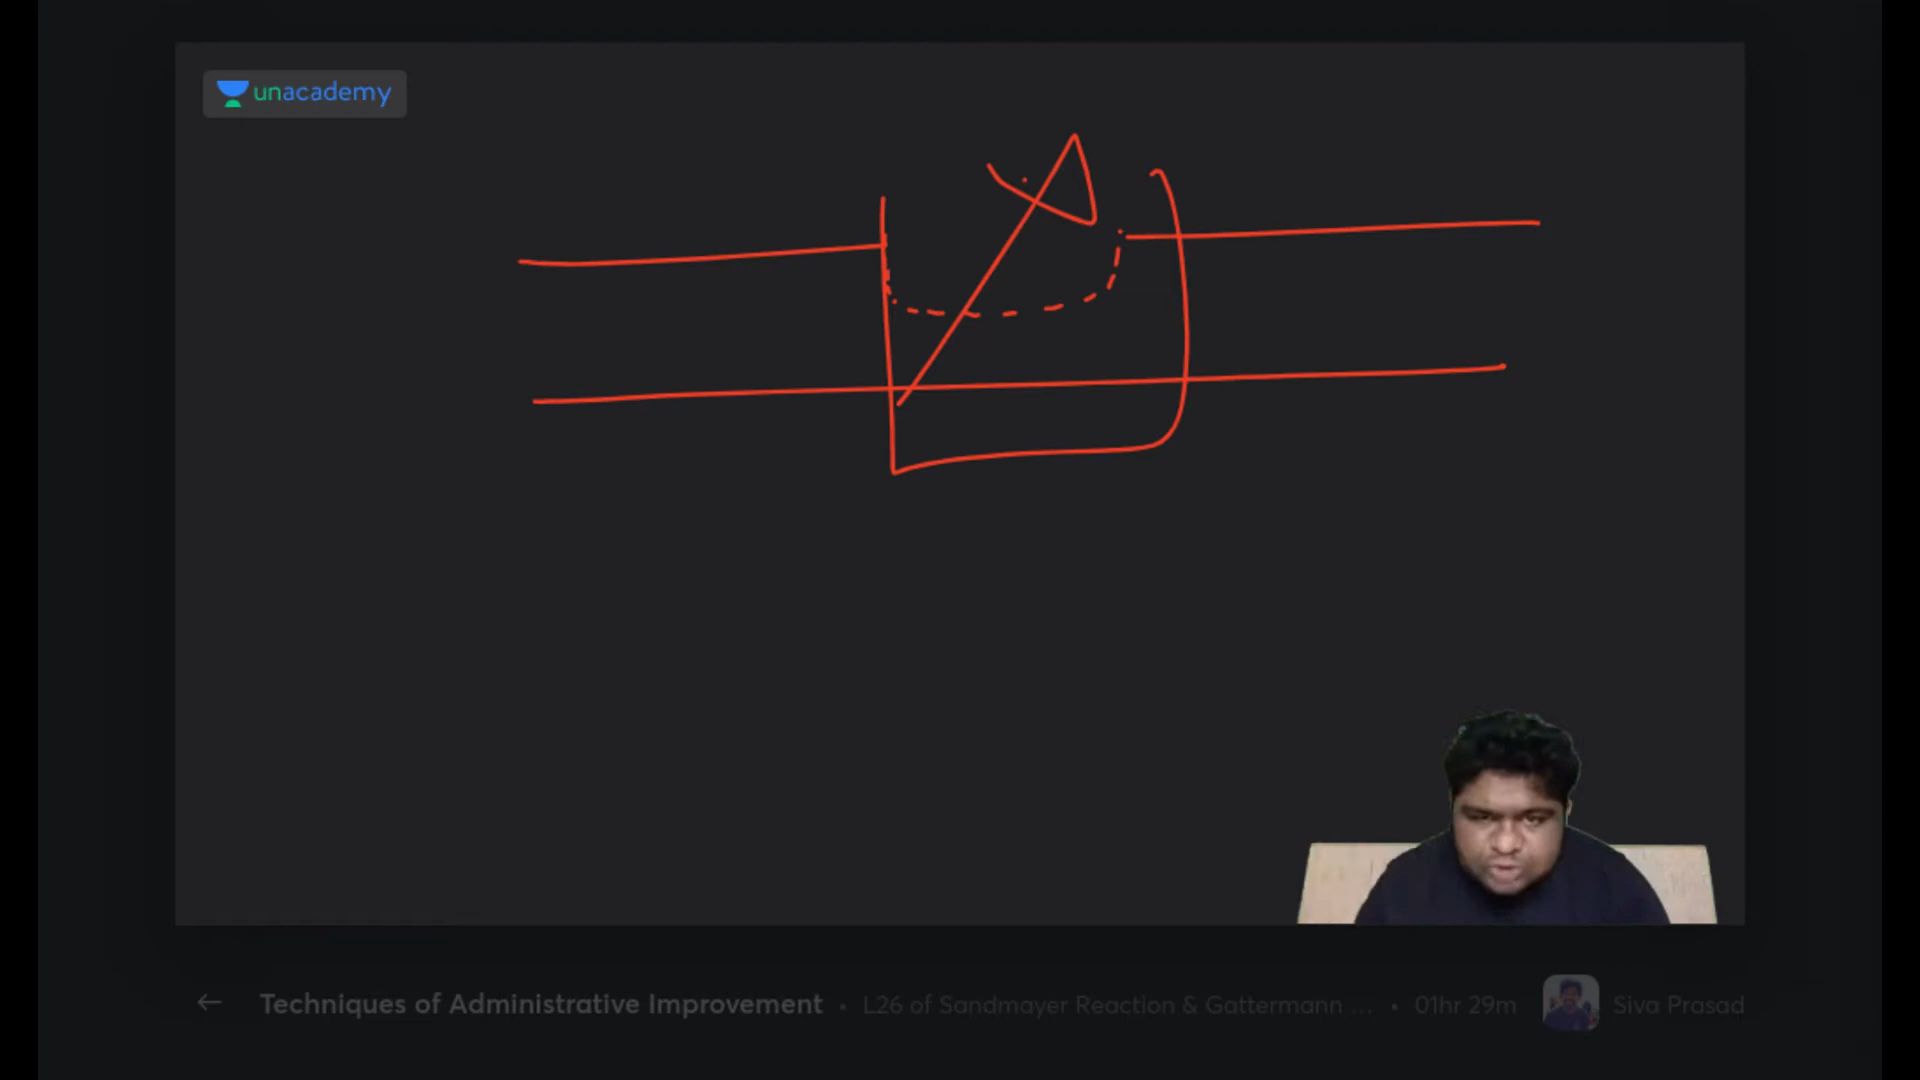 unacademy
Techniques of Administrative Improvement • L26 of Sandmayer Reaction & Gattermann ... • 01hr 29m Siva Prasad